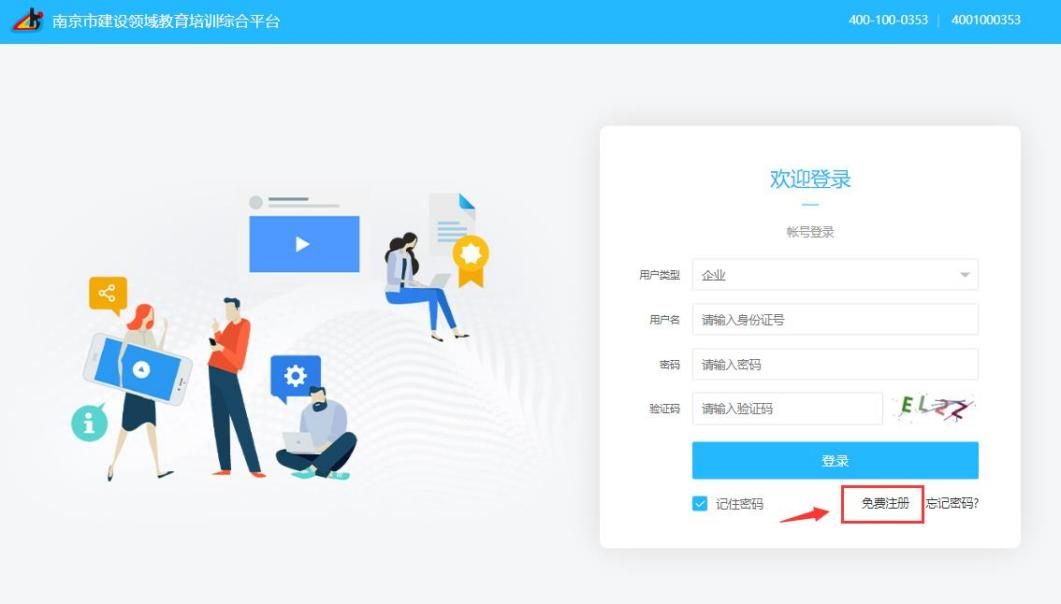 南京市建设领域教育培训综合平台
400-100-0353 | 4001000353
欢迎登录
帐号登录
用户类型 企业
用户名 请输入身份证号
密码 请输入密码
验证码 请输入验证码 EL2Z
登录
记住密码 免费注册 忘记密码?